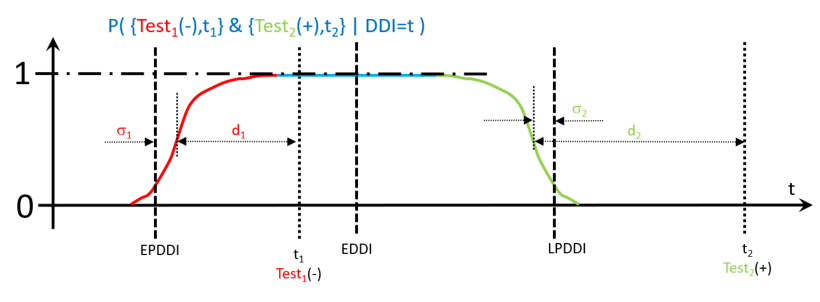 P( {Test₁(-),t₁} & {Test₂(+),t₂} | DDI=t )
1
σ₂
σ₁
d₁
d₂
t
0
EPDDI
t₁
EDDI
LPDDI
t₂
Test₁(-)
Test₂(+)